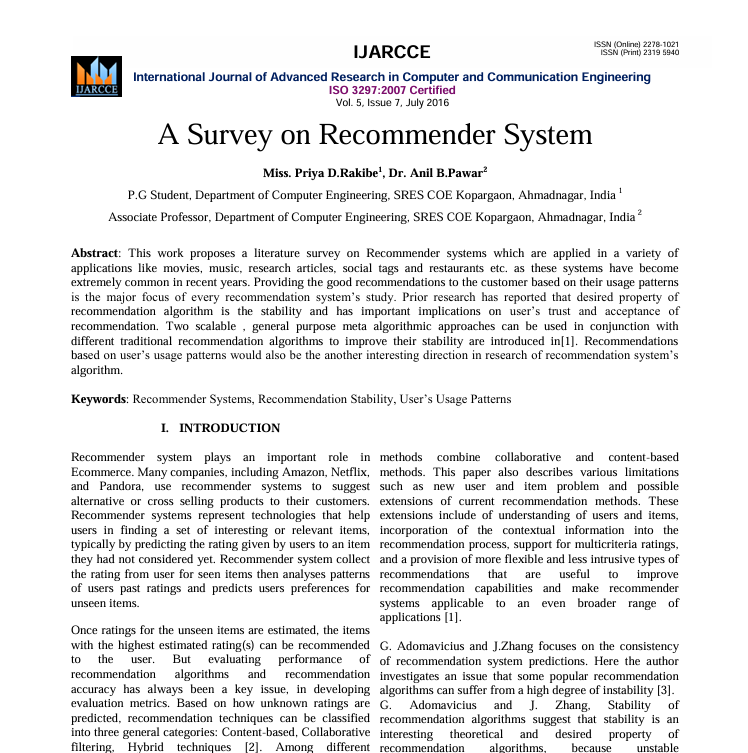 IJARCCE
ISSN (Online) 2278-1021
ISSN (Print) 2319 5940
IJARCCE
International Journal of Advanced Research in Computer and Communication Engineering
ISO 3297:2007 Certified
Vol. 5, Issue 7, July 2016
A Survey on Recommender System
Miss. Priya D.Rakibe1, Dr. Anil B.Pawar2
P.G Student, Department of Computer Engineering, SRES COE Kopargaon, Ahmadnagar, India 1
Associate Professor, Department of Computer Engineering, SRES COE Kopargaon, Ahmadnagar, India 2
Abstract: This work proposes a literature survey on Recommender systems which are applied in a variety of
applications like movies, music, research articles, social tags and restaurants etc. as these systems have become
extremely common in recent years. Providing the good recommendations to the customer based on their usage patterns
is the major focus of every recommendation system's study. Prior research has reported that desired property of
recommendation algorithm is the stability and has important implications on user's trust and acceptance of
recommendation. Two scalable , general purpose meta algorithmic approaches can be used in conjunction with
different traditional recommendation algorithms to improve their stability are introduced in[1]. Recommendations
based on user's usage patterns would also be the another interesting direction in research of recommendation system's
algorithm.
Keywords: Recommender Systems, Recommendation Stability, User's Usage Patterns
I. INTRODUCTION
Recommender system plays an important role in
Ecommerce. Many companies, including Amazon, Netflix,
and Pandora, use recommender systems to suggest
alternative or cross selling products to their customers.
Recommender systems represent technologies that help
users in finding a set of interesting or relevant items,
typically by predicting the rating given by users to an item
they had not considered yet. Recommender system collect
the rating from user for seen items then analyses patterns
of users past ratings and predicts users preferences for
unseen items.
Once ratings for the unseen items are estimated, the items
with the highest estimated rating(s) can be recommended
to the user. But evaluating performance of
recommendation algorithms and recommendation
accuracy has always been a key issue, in developing
evaluation metrics. Based on how unknown ratings are
predicted, recommendation techniques can be classified
into three general categories: Content-based, Collaborative
filtering, Hybrid techniques [2]. Among different
methods combine collaborative and content-based
methods. This paper also describes various limitations
such as new user and item problem and possible
extensions of current recommendation methods. These
extensions include of understanding of users and items,
incorporation of the contextual information into the
recommendation process, support for multicriteria ratings,
and a provision of more flexible and less intrusive types of
recommendations that are useful to improve
recommendation capabilities and make recommender
systems applicable to an even broader range of
applications [1].
G. Adomavicius and J.Zhang focuses on the consistency
of recommendation system predictions. Here the author
investigates an issue that some popular recommendation
algorithms can suffer from a high degree of instability [3].
G. Adomavicius and J. Zhang, Stability of
recommendation algorithms suggest that stability is an
interesting theoretical and desired property of
recommendation algorithms, because unstable